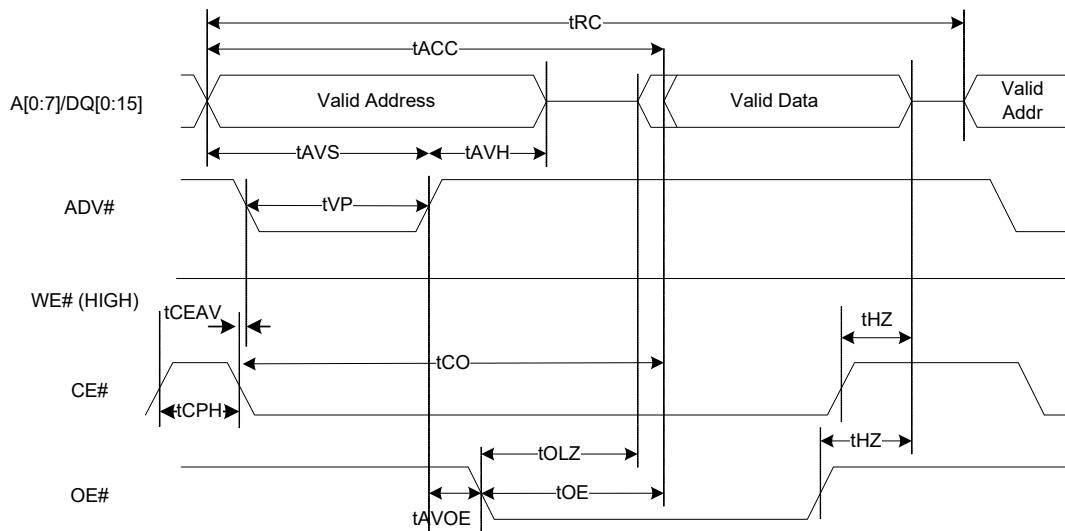 tRC
tACC
A[0:7]/DQ[0:15]
Valid Address
Valid Data
Valid
Addr
tAVS
tAVH
ADV#
tVP
WE# (HIGH)
tCEAV
tHZ
tCO
CE#
tCPH
tHZ
tOLZ
OE#
tOE
tAVOE